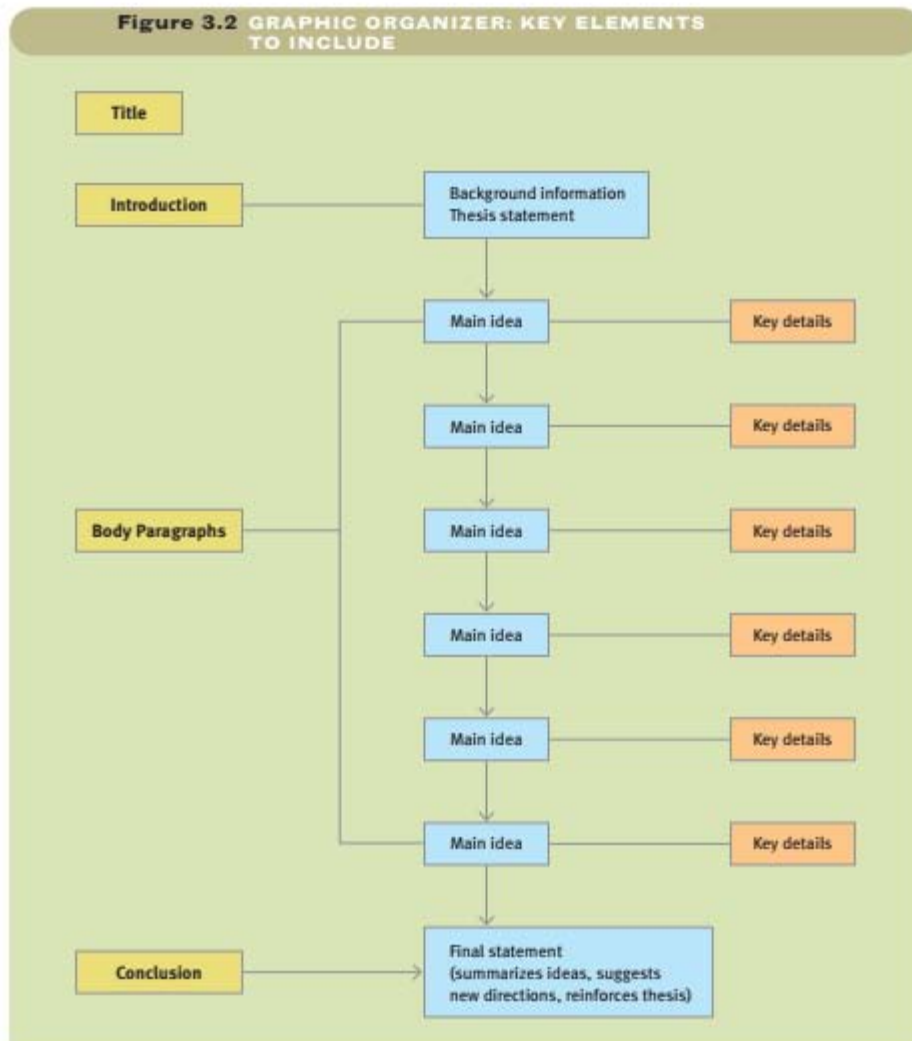 Figure 3.2 GRAPHIC ORGANIZER: KEY ELEMENTS
TO INCLUDE
Title
Introduction
Background information
Thesis statement
Main idea
Key details
Main idea
Key details
Body Paragraphs
Main idea
Key details
Main idea
Key details
Main idea
Key details
Main idea
Key details
Conclusion
Final statement
(summarizes ideas, suggests
new directions, reinforces thesis)